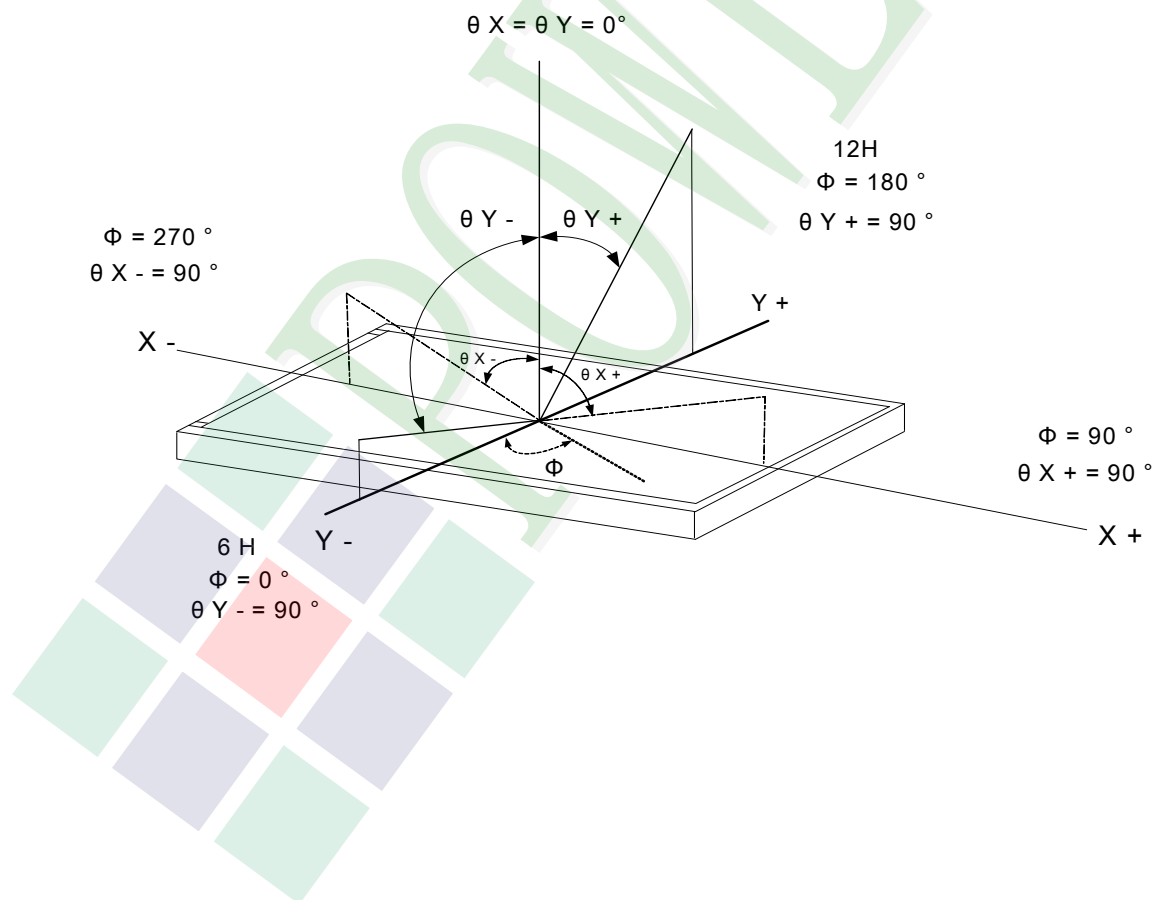 θ X = θ Y = 0°
12H
Φ = 180 °
θ Y + = 90 °
θ Y -
θ Y +
Φ = 270 °
θ X - = 90 °
Y +
X -
θ X -
θ X +
Φ = 90 °
θ X + = 90 °
Φ
X +
Y -
6 H
Φ = 0 °
θ Y - = 90 °